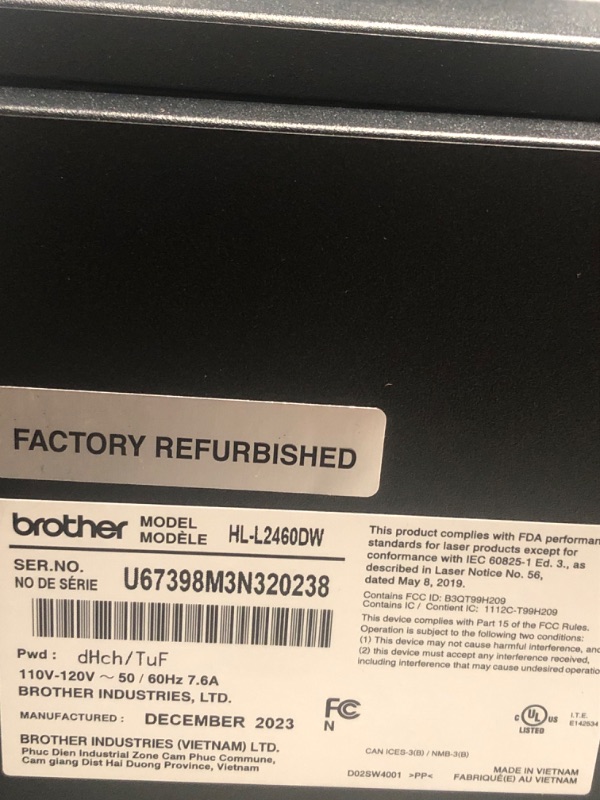 FACTORY REFURBISHED
brother MODEL MODÈLE HL-L2460DW
SER.NO. NO DE SÉRIE U67398M3N320238
Pwd : dHch/TuF
110V-120V ~ 50 / 60Hz 7.6A
BROTHER INDUSTRIES, LTD.
MANUFACTURED : DECEMBER 2023
BROTHER INDUSTRIES (VIETNAM) LTD.
Phuc Dien Industrial Zone Cam Phuc Commune,
Cam giang Dist Hai Duong Province, Vietnam
This product complies with FDA performan
standards for laser products except for
conformance with IEC 60825-1 Ed. 3., as
described in Laser Notice No. 56,
dated May 8, 2019.
Contains FCC ID: B3QT99H209
Contains IC / Contient IC: 1112C-T99H209
This device complies with Part 15 of the FCC Rules.
Operation is subject to the following two conditions:
(1) This device may not cause harmful interference, and
(2) this device must accept any interference received,
including interference that may cause undesired operatio
FC
N
C UL US
LISTED
I.T.E.
E142534
CAN ICES-3(B) / NMB-3(B)
D02SW4001 >PP<
MADE IN VIETNAM
FABRIQUÉ(E) AU VIETNAM